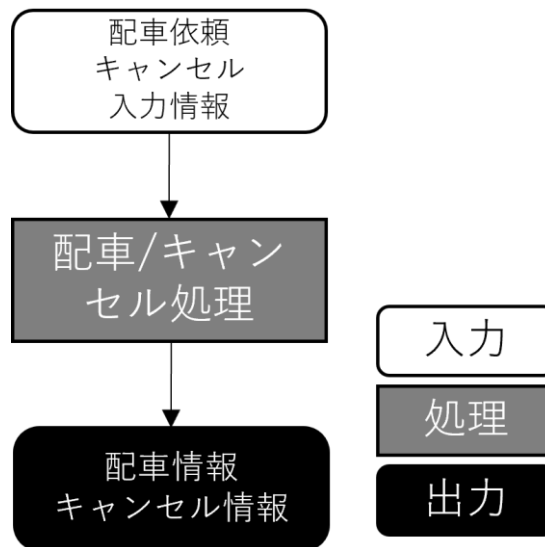 配車依頼
キャンセル
入力情報
配車/キャン
セル処理
配車情報
キャンセル情報
入力
処理
出力